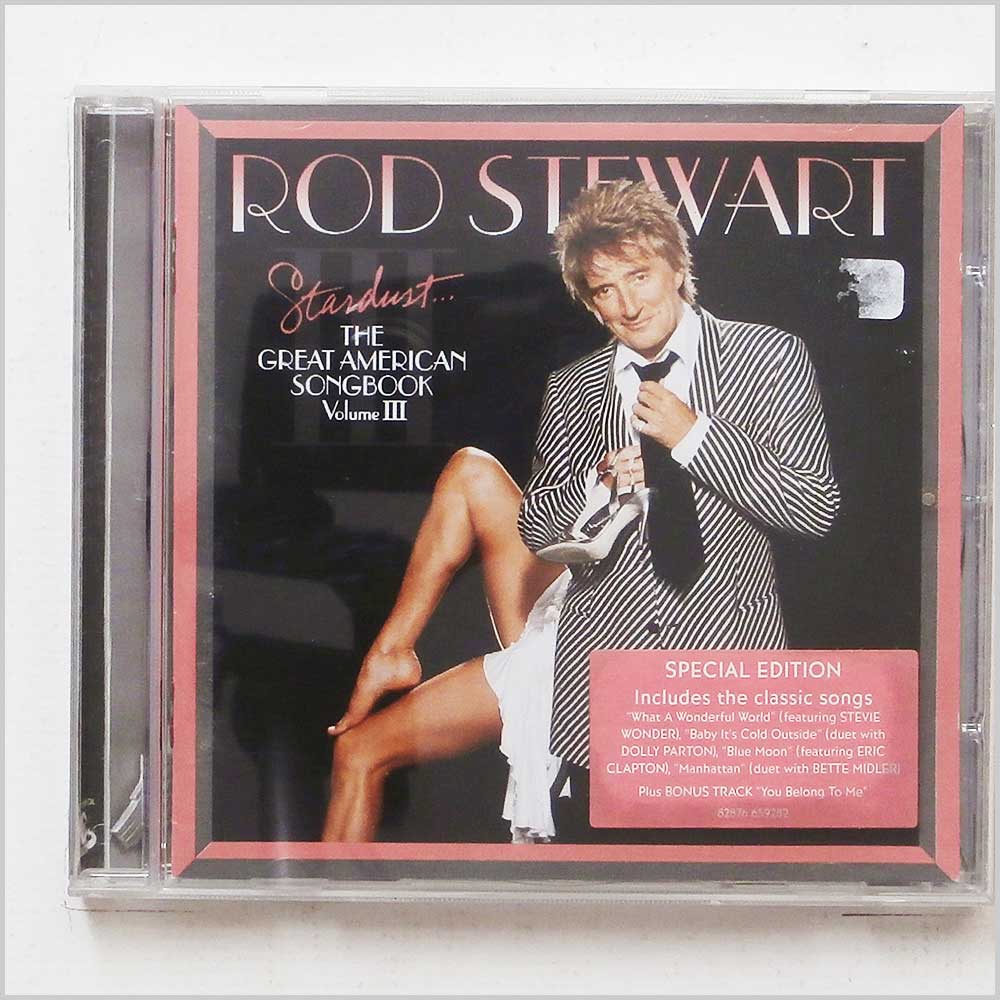 ROD STEWART
Stardust...
THE
GREAT AMERICAN
SONGBOOK
Volume III
SPECIAL EDITION
Includes the classic songs
"What A Wonderful World" (featuring STEVIE
WONDER), "Baby It's Cold Outside" (duet with
DOLLY PARTON), "Blue Moon" (featuring ERIC
CLAPTON), "Manhattan" (duet with BETTE MIDLER)
Plus BONUS TRACK "You Belong To Me"
82876 659282